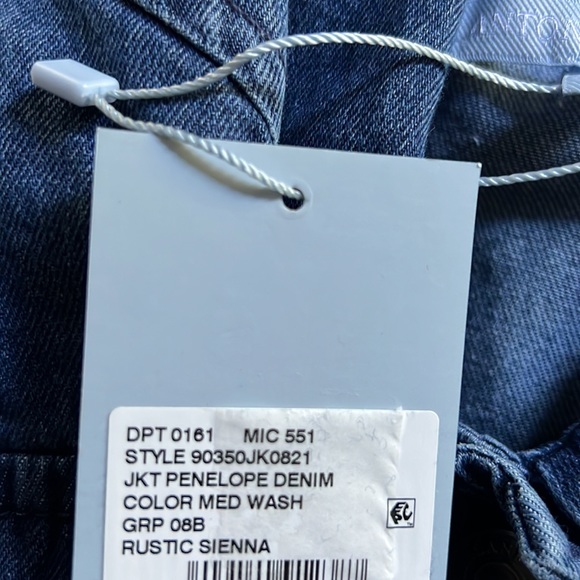 DPT 0161 MIC 551
STYLE 90350JK0821
JKT PENELOPE DENIM
COLOR MED WASH
GRP 08B
RUSTIC SIENNA